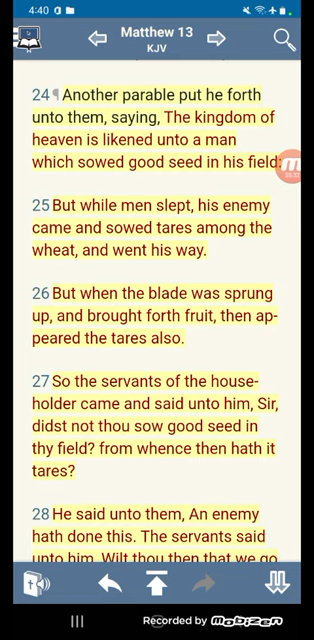 4:40
Matthew 13
KJV
24 ¶ Another parable put he forth
unto them, saying, The kingdom of
heaven is likened unto a man
which sowed good seed in his field:
25 But while men slept, his enemy
came and sowed tares among the
wheat, and went his way.
26 But when the blade was sprung
up, and brought forth fruit, then ap-
peared the tares also.
27 So the servants of the house-
holder came and said unto him, Sir,
didst not thou sow good seed in
thy field? from whence then hath it
tares?
28 He said unto them, An enemy
hath done this. The servants said
unto him, Wilt thou then that we go
Recorded by mobizen